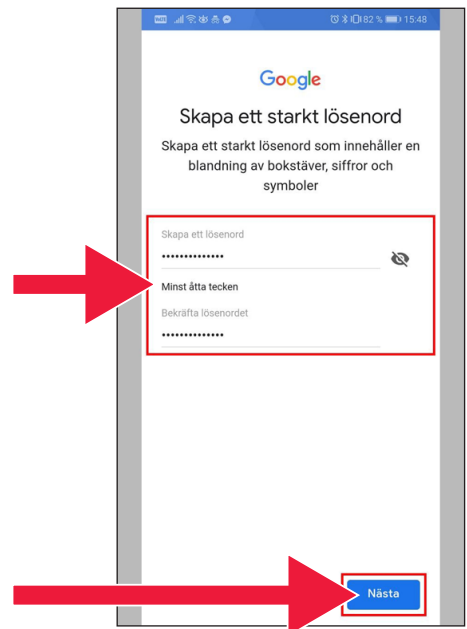 82 % 15:48
Google
Skapa ett starkt lösenord
Skapa ett starkt lösenord som innehåller en
blandning av bokstäver, siffror och
symboler
Skapa ett lösenord
••••••••••••••
Minst åtta tecken
Bekräfta lösenordet
••••••••••••••
Nästa